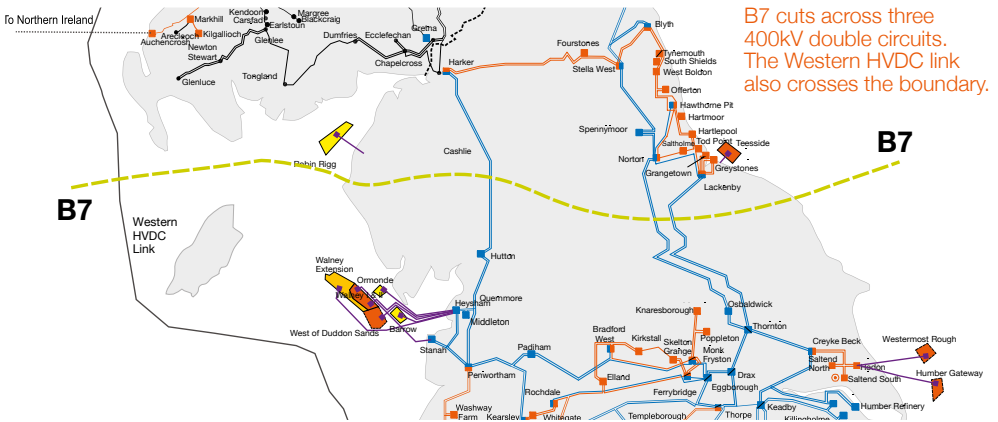 To Northern Ireland
Markhill
Arecleoch
Kilgallioch
Auchencrosh
Newton
Stewart
Glenluce
Kendoon
Carsfad
Earlstoun
Glenlee
Margree
Blackcraig
Tongland
Dumfries
Ecclefechan
Chapelcross
Gretna
Harker
Fourstones
Stella West
Blyth
Tynemouth
South Shields
West Boldon
Offerton
Hawthorne Pit
Hartmoor
Hartlepool
Tod Point
Teesside
Saltholme
Spennymoor
Norton
Greystones
Grangetown
Lackenby
B7 cuts across three
400kV double circuits.
The Western HVDC link
also crosses the boundary.
Cashlie
Robin Rigg
B7
B7
Western
HVDC
Link
Hutton
Walney
Extension
Ormonde
Walney I & II
Barrow
West of Duddon Sands
Quernmore
Heysham
Middleton
Stanah
Penwortham
Padiham
Washway
Farm
Kearsley
Rochdale
Whitegate
Elland
Bradford
West
Kirkstall
Skelton
Grange
Knaresborough
Poppleton
Monk
Fryston
Osbaldwick
Thornton
Drax
Eggborough
Ferrybridge
Templeborough
Thorpe
Keadby
Killingholme
Humber Refinery
Creyke Beck
Saltend
North
Hedon
Saltend South
Westermost Rough
Humber Gateway